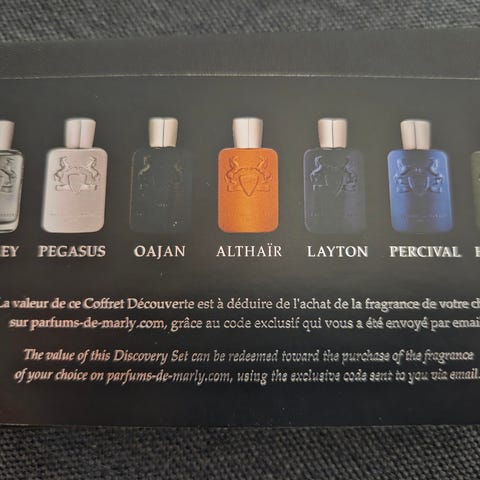 EY PEGASUS OAJAN ALTHAÏR LAYTON PERCIVAL H
La valeur de ce Coffret Découverte est à déduire de l'achat de la fragrance de votre ch
sur parfums-de-marly.com, grâce au code exclusif qui vous a été envoyé par email
The value of this Discovery Set can be redeemed toward the purchase of the fragrance
of your choice on parfums-de-marly.com, using the exclusive code sent to you via email.